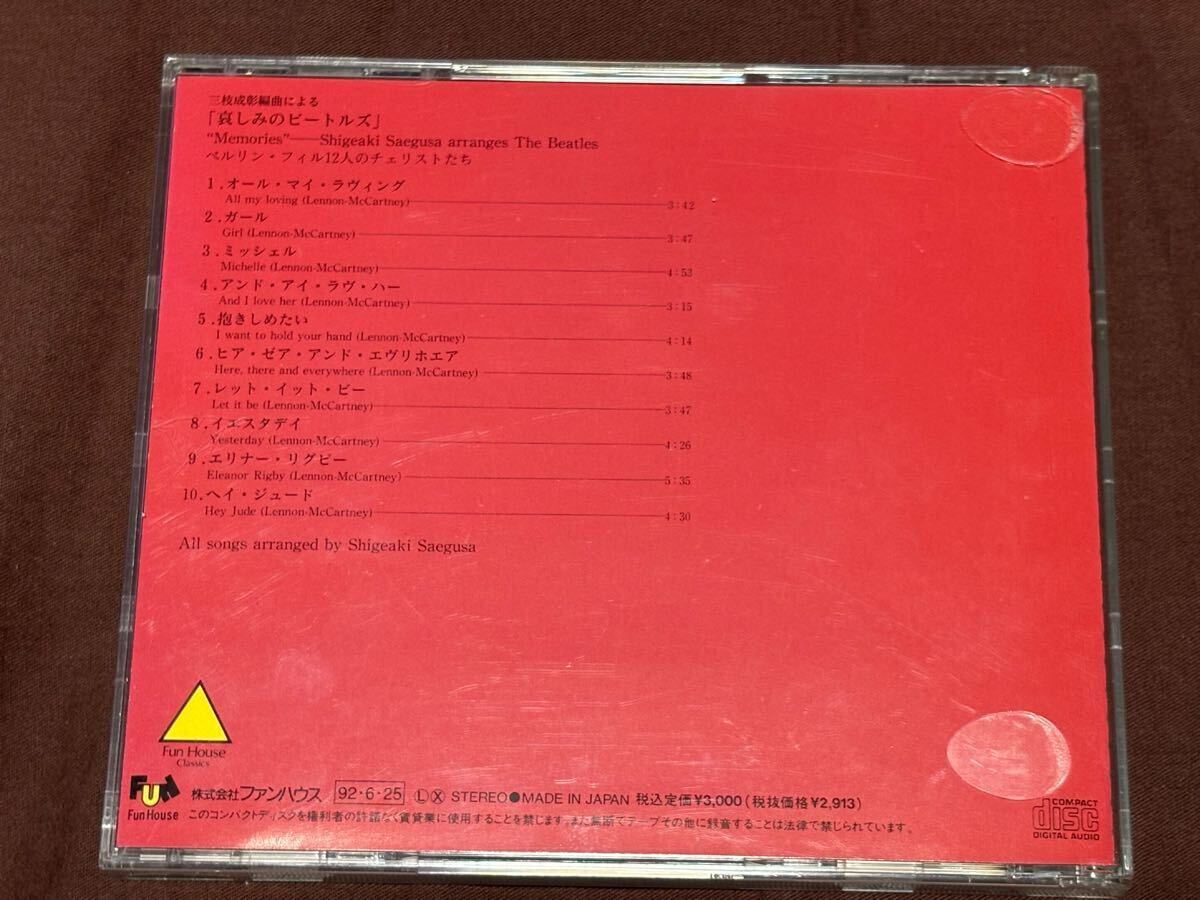 三枝成彰編曲による
「哀しみのビートルズ」
"Memories"——Shigeaki Saegusa arranges The Beatles
ベルリン・フィル12人のチェリストたち
1.オール・マイ・ラヴィング
All my loving (Lennon-McCartney) 3:42
2.ガール
Girl (Lennon-McCartney) 3:47
3.ミッシェル
Michelle (Lennon-McCartney) 4:53
4.アンド・アイ・ラヴ・ハー
And I love her (Lennon-McCartney) 3:15
5.抱きしめたい
I want to hold your hand (Lennon-McCartney) 4:14
6.ヒア・ゼア・アンド・エヴリホエア
Here, there and everywhere (Lennon-McCartney) 3:48
7.レット・イット・ビー
Let it be (Lennon-McCartney) 3:47
8.イエスタデイ
Yesterday (Lennon-McCartney) 4:26
9.エリナー・リグビー
Eleanor Rigby (Lennon-McCartney) 5:35
10.ヘイ・ジュード
Hey Jude (Lennon-McCartney) 4:30
All songs arranged by Shigeaki Saegusa
Fun House
Classics
FUN
Fun House
株式会社ファンハウス 92・6・25 Ⓛ Ⓧ STEREO●MADE IN JAPAN 税込定価¥3,000(税抜価格¥2,913)
このコンパクトディスクを権利者の許諾なく賃貸業に使用することを禁じます。また無断でテープその他に録音することは法律で禁じられています。
COMPACT
disc
DIGITAL AUDIO